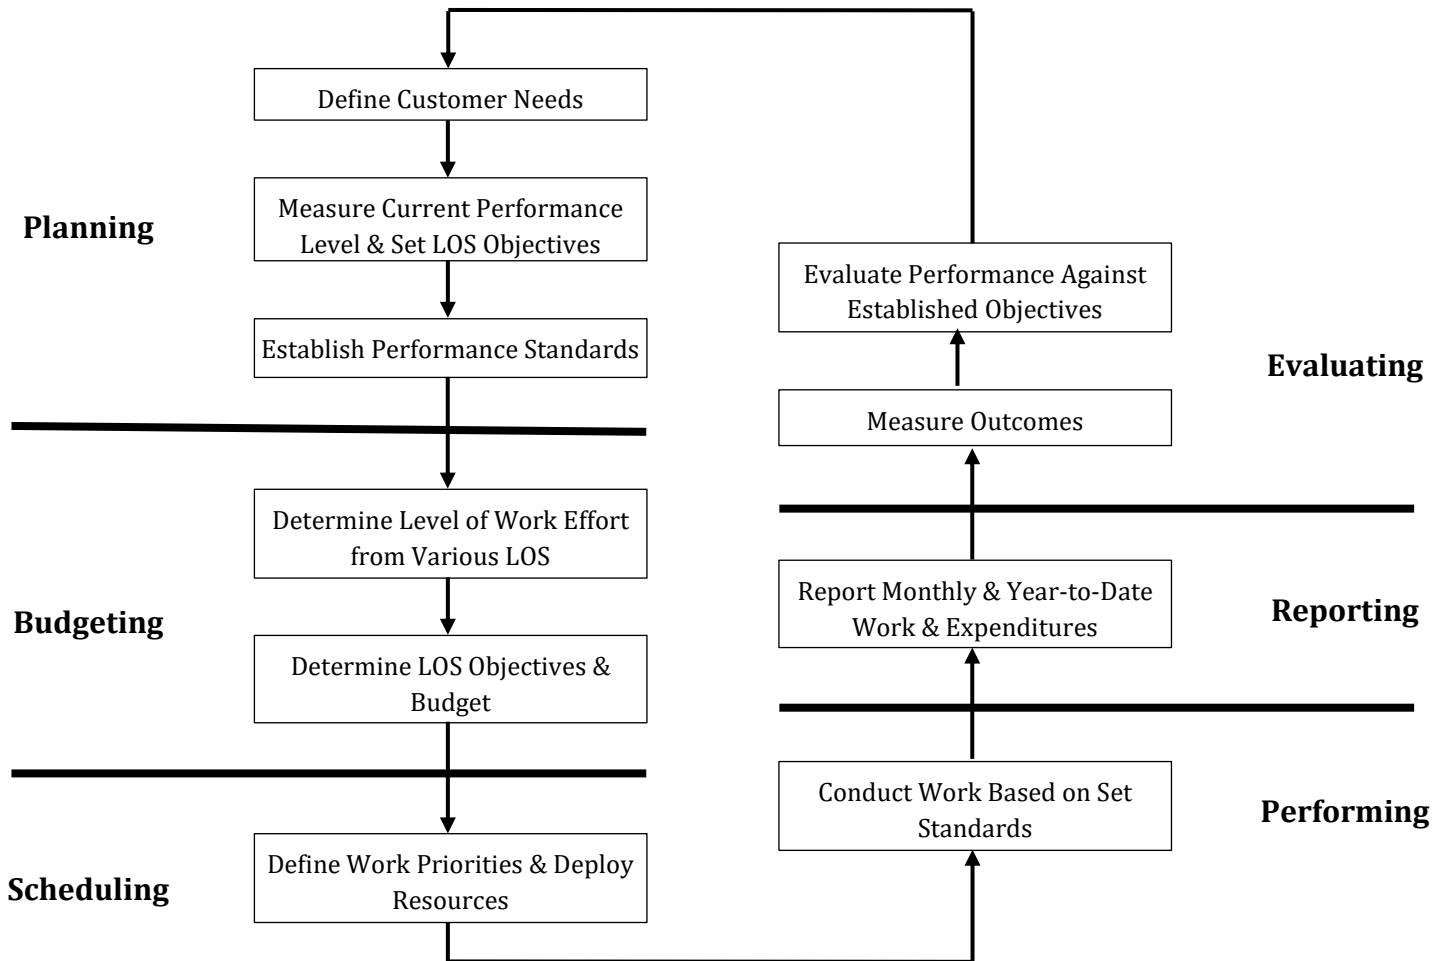 Planning
Define Customer Needs
Measure Current Performance
Level & Set LOS Objectives
Establish Performance Standards
Budgeting
Determine Level of Work Effort
from Various LOS
Determine LOS Objectives &
Budget
Scheduling
Define Work Priorities & Deploy
Resources
Evaluate Performance Against
Established Objectives
Measure Outcomes
Evaluating
Report Monthly & Year-to-Date
Work & Expenditures
Reporting
Conduct Work Based on Set
Standards
Performing